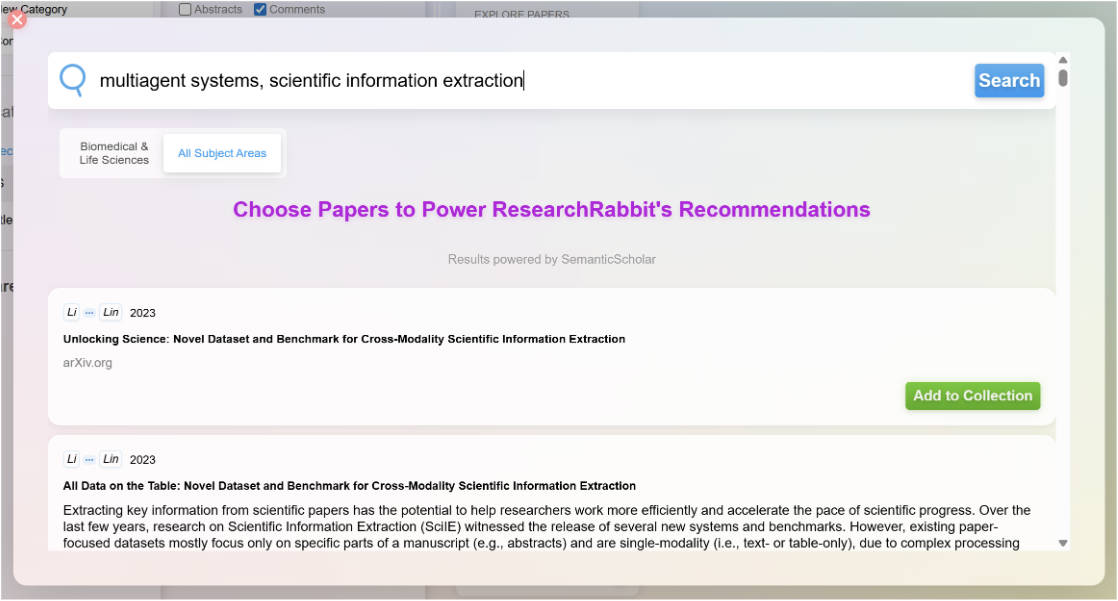 New Category
Abstracts
Comments
EXPLORE PAPERS
multiagent systems, scientific information extraction
Search
Biomedical &
Life Sciences
All Subject Areas
Choose Papers to Power ResearchRabbit's Recommendations
Results powered by SemanticScholar
Li ... Lin 2023
Unlocking Science: Novel Dataset and Benchmark for Cross-Modality Scientific Information Extraction
arXiv.org
Add to Collection
Li ... Lin 2023
All Data on the Table: Novel Dataset and Benchmark for Cross-Modality Scientific Information Extraction
Extracting key information from scientific papers has the potential to help researchers work more efficiently and accelerate the pace of scientific progress. Over the
last few years, research on Scientific Information Extraction (SciIE) witnessed the release of several new systems and benchmarks. However, existing paper-
focused datasets mostly focus only on specific parts of a manuscript (e.g., abstracts) and are single-modality (i.e., text- or table-only), due to complex processing